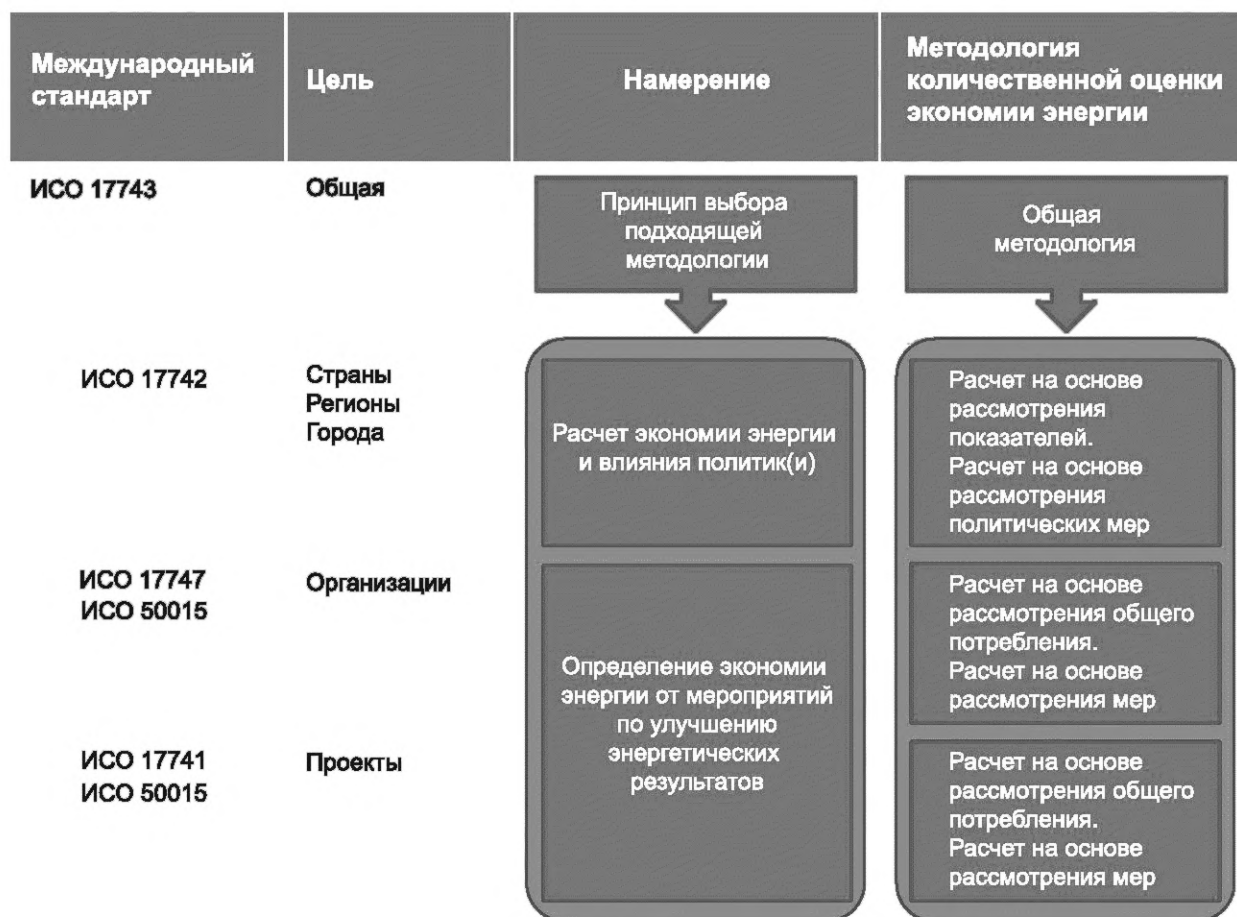 Международный
стандарт
Цель
Намерение
Методология
количественной оценки
экономии энергии
ИСО 17743
Общая
Принцип выбора
подходящей
методологии
Общая
методология
ИСО 17742
Страны
Регионы
Города
Расчет экономии энергии
и влияния политик(и)
Расчет на основе
рассмотрения
показателей.
Расчет на основе
рассмотрения
политических мер
ИСО 17747
ИСО 50015
Организации
Определение экономии
энергии от мероприятий
по улучшению
энергетических
результатов
Расчет на основе
рассмотрения общего
потребления.
Расчет на основе
рассмотрения мер
ИСО 17741
ИСО 50015
Проекты
Расчет на основе
рассмотрения общего
потребления.
Расчет на основе
рассмотрения мер